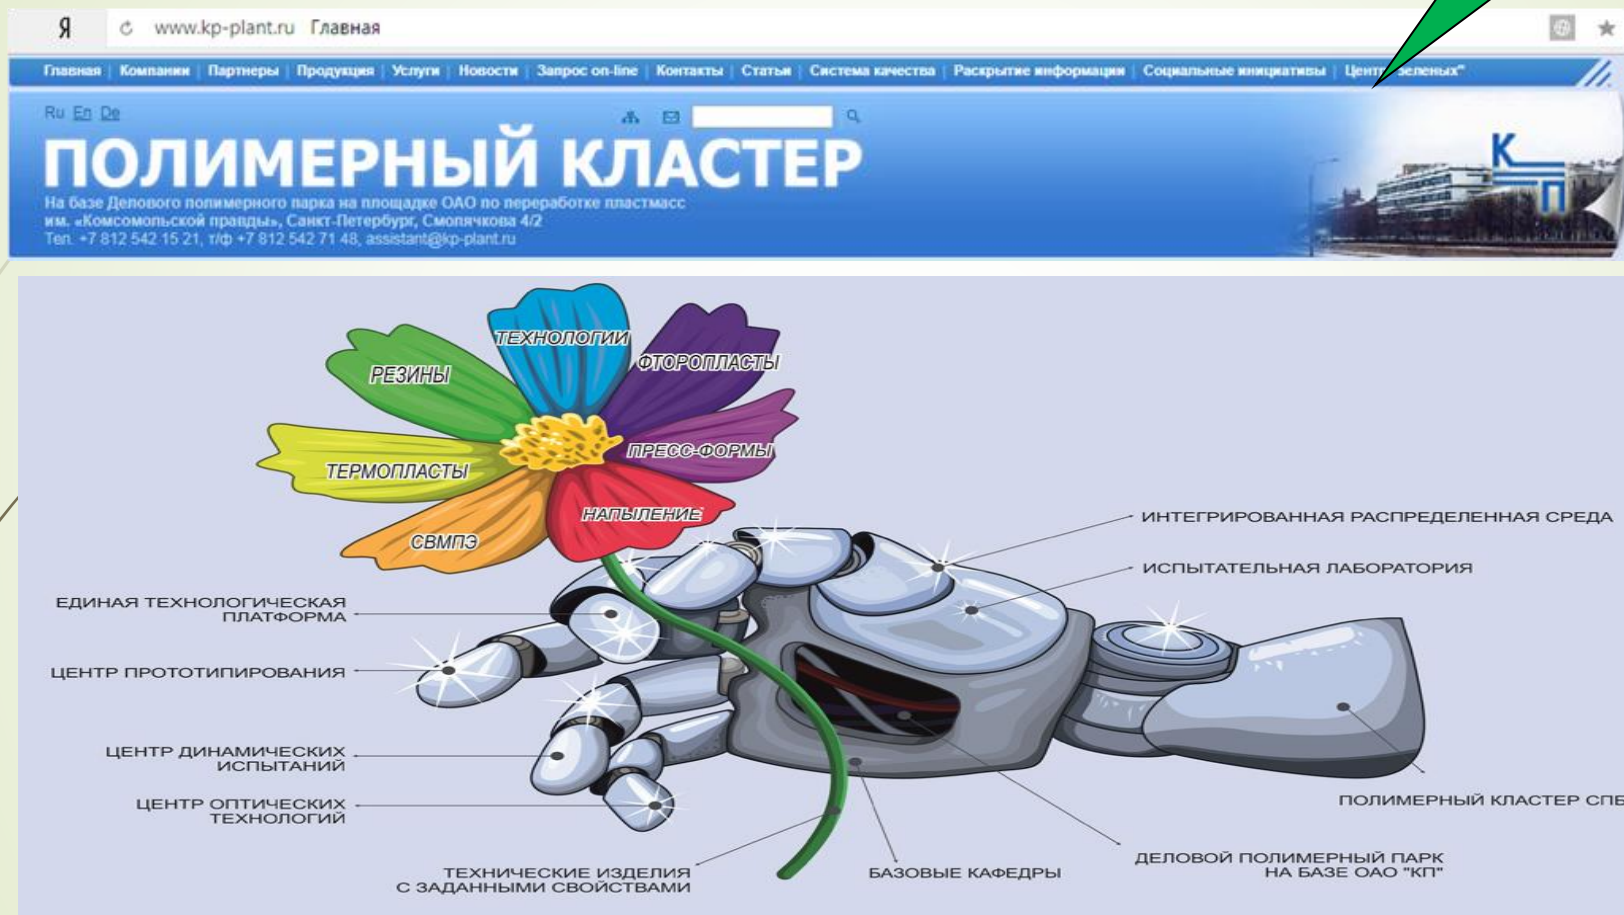 Я www.kp-plant.ru Главная
Главная Компании Партнеры Продукция Услуги Новости Запрос on-line Контакты Статьи Система качества Раскрытие информации Социальные инициативы Центр "Зеленых"
Ru En De
ПОЛИМЕРНЫЙ КЛАСТЕР
На базе Делового полимерного парка на площадке ОАО по переработке пластмасс
им. «Комсомольской правды», Санкт-Петербург, Смолячкова 4/2
Тел. +7 812 542 15 21, т/ф +7 812 542 71 48, assistant@kp-plant.ru
К
П
ТЕХНОЛОГИИ
ФТОРОПЛАСТЫ
РЕЗИНЫ
ПРЕСС-ФОРМЫ
ТЕРМОПЛАСТЫ
НАПЫЛЕНИЕ
СВМПЭ
ИНТЕГРИРОВАННАЯ РАСПРЕДЕЛЕННАЯ СРЕДА
ИСПЫТАТЕЛЬНАЯ ЛАБОРАТОРИЯ
ЕДИНАЯ ТЕХНОЛОГИЧЕСКАЯ
ПЛАТФОРМА
ЦЕНТР ПРОТОТИПИРОВАНИЯ
ЦЕНТР ДИНАМИЧЕСКИХ
ИСПЫТАНИЙ
ЦЕНТР ОПТИЧЕСКИХ
ТЕХНОЛОГИЙ
ПОЛИМЕРНЫЙ КЛАСТЕР СПБ
ТЕХНИЧЕСКИЕ ИЗДЕЛИЯ
С ЗАДАННЫМИ СВОЙСТВАМИ
БАЗОВЫЕ КАФЕДРЫ
ДЕЛОВОЙ ПОЛИМЕРНЫЙ ПАРК
НА БАЗЕ ОАО "КП"